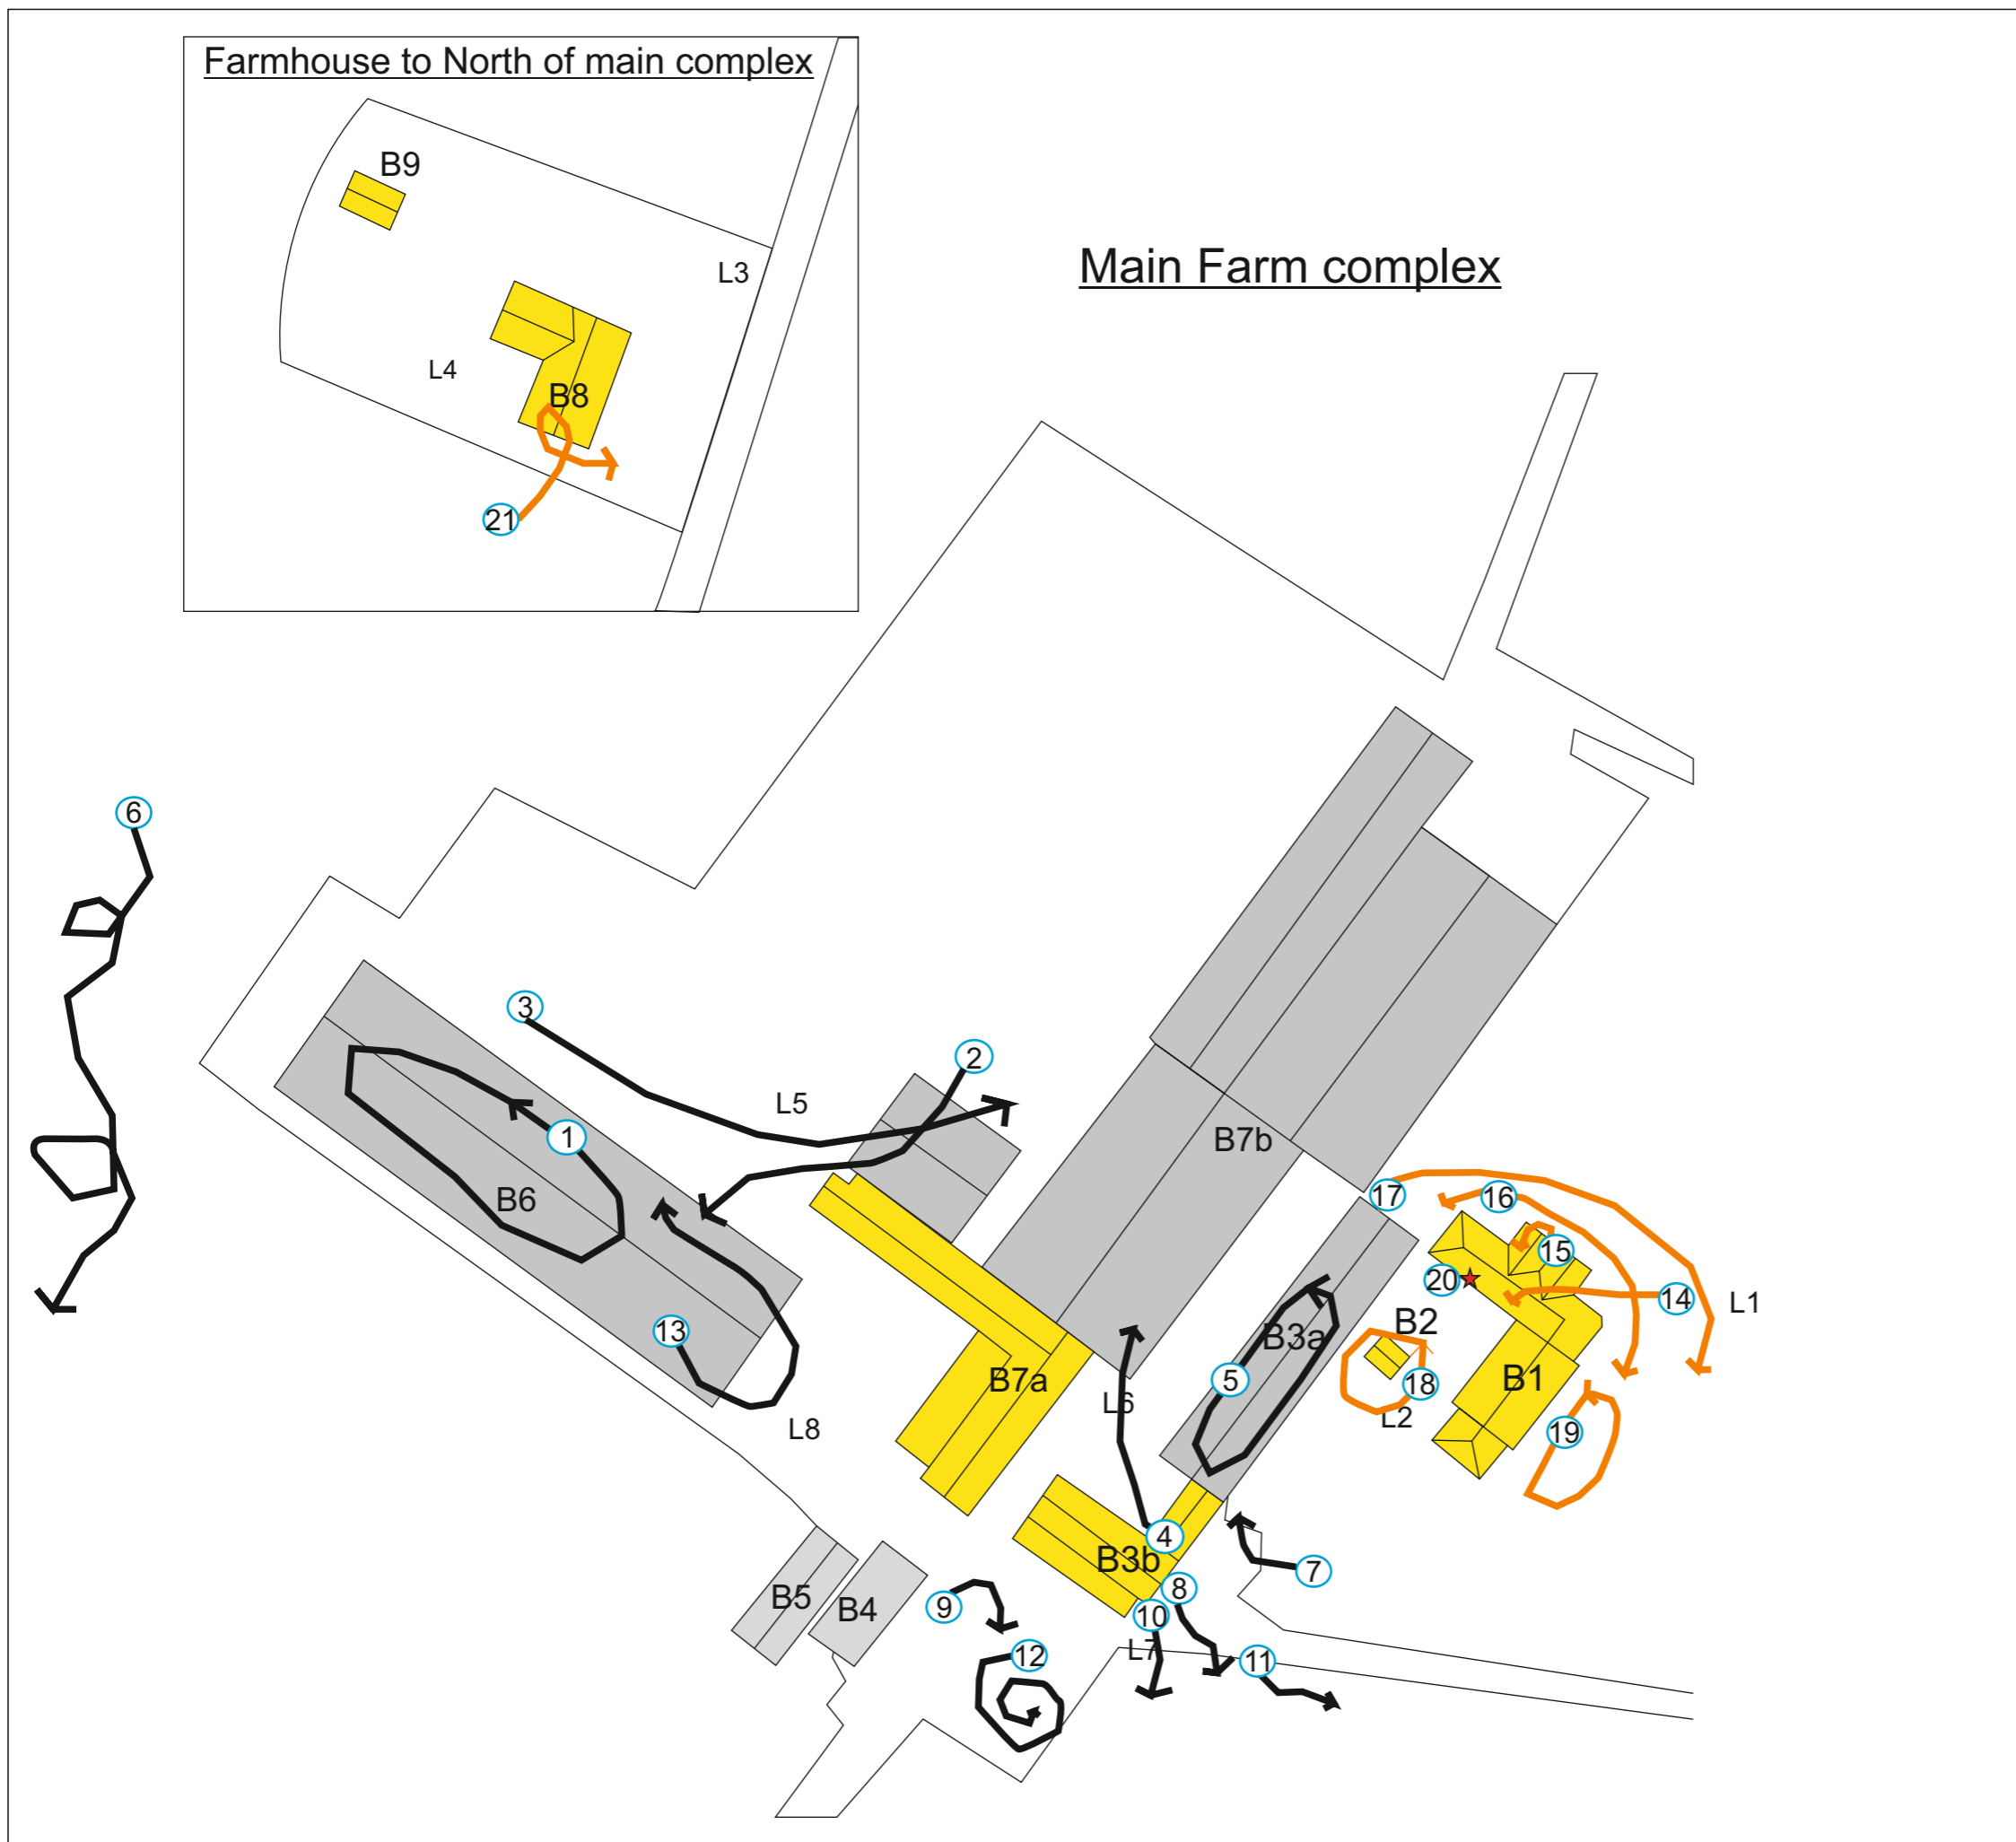 Farmhouse to North of main complex
B9
L3
L4
B8
21
Main Farm complex
6
3
2
L5
1
B6
B7b
17
16
15
20
14
L1
13
B2
B3a
B7a
5
18
B1
L6
L2
19
L8
4
B3b
7
8
B5
B4
9
10
L7
12
11